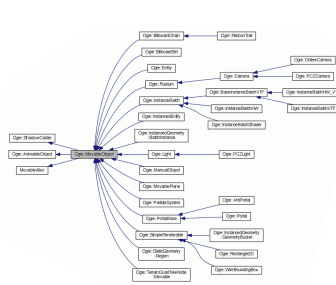 Ogre::BillboardChain
Ogre::RibbonTrail
Ogre::BillboardSet
Ogre::OctreeCamera
Ogre::Entity
Ogre::Camera
Ogre::PCZCamera
Ogre::Frustum
Ogre::BaseInstanceBatchVTF
Ogre::InstanceBatchHW_VTF
Ogre::InstanceBatch
Ogre::InstanceBatchHW
Ogre::InstanceBatchVTF
Ogre::InstancedEntity
Ogre::InstanceBatchShader
Ogre::InstancedGeometry
::BatchInstance
Ogre::ShadowCaster
Ogre::AnimableObject
Ogre::MovableObject
Ogre::Light
Ogre::PCZLight
MovableAlloc
Ogre::ManualObject
Ogre::MovablePlane
Ogre::ParticleSystem
Ogre::AntiPortal
Ogre::PortalBase
Ogre::Portal
Ogre::SimpleRenderable
Ogre::InstancedGeometry
::GeometryBucket
Ogre::StaticGeometry
::Region
Ogre::Rectangle2D
Ogre::WireBoundingBox
Ogre::TerrainQuadTreeNode
::Movable